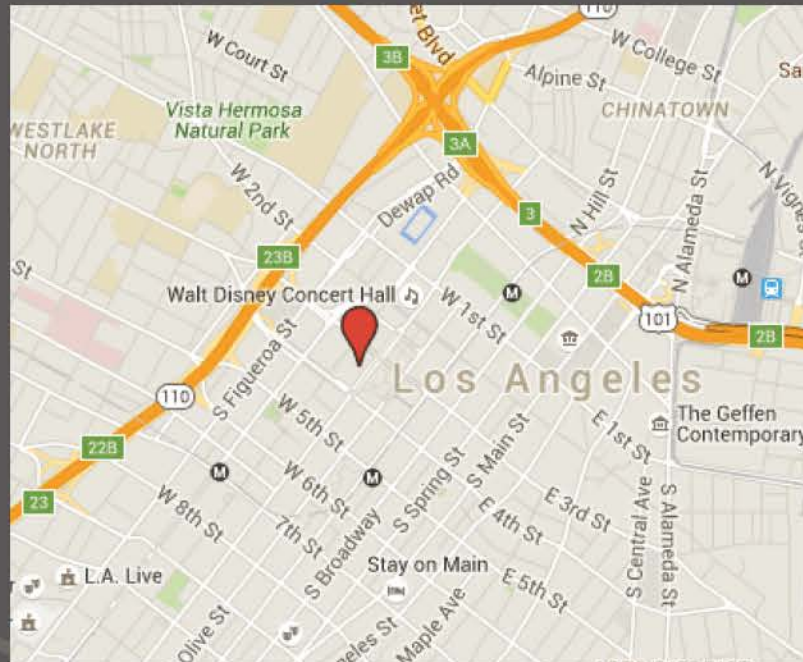 110
et Blvd
W Court St
W College St
3B
Alpine St
Sa
Vista Hermosa
Natural Park
CHINATOWN
WESTLAKE
NORTH
3A
W 2nd St
Dewap Rd
N Hill St
N Vignes
N Alameda St
3
23B
St
Walt Disney Concert Hall
W 1st St
M
2B
M
101
2B
S Figueroa St
Los Angeles
110
W 5th St
E 1st St
The Geffen
Contemporary
22B
M
M
W 6th St
S Spring St
S Main St
E 3rd St
23
W 8th St
7th St
E 4th St
S Broadway
S Central Ave
S Alameda St
L.A. Live
Stay on Main
E 5th St
Olive St
eles St
Maple Ave